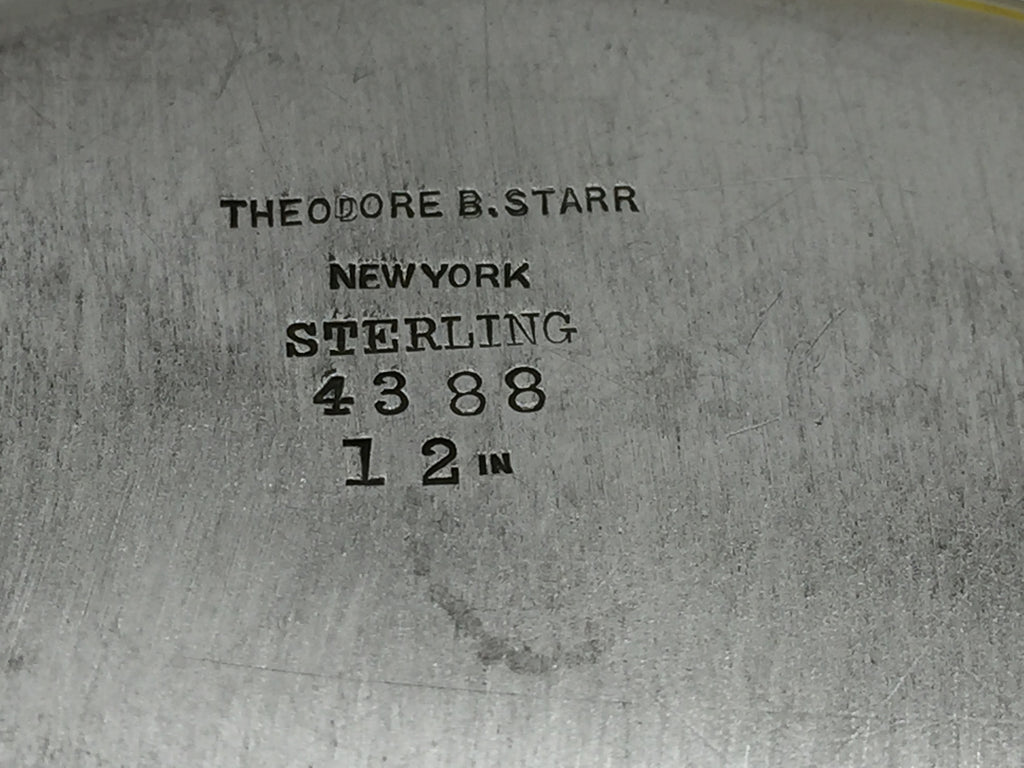 THEODORE B. STARR
NEW YORK
STERLING
4388
12 IN